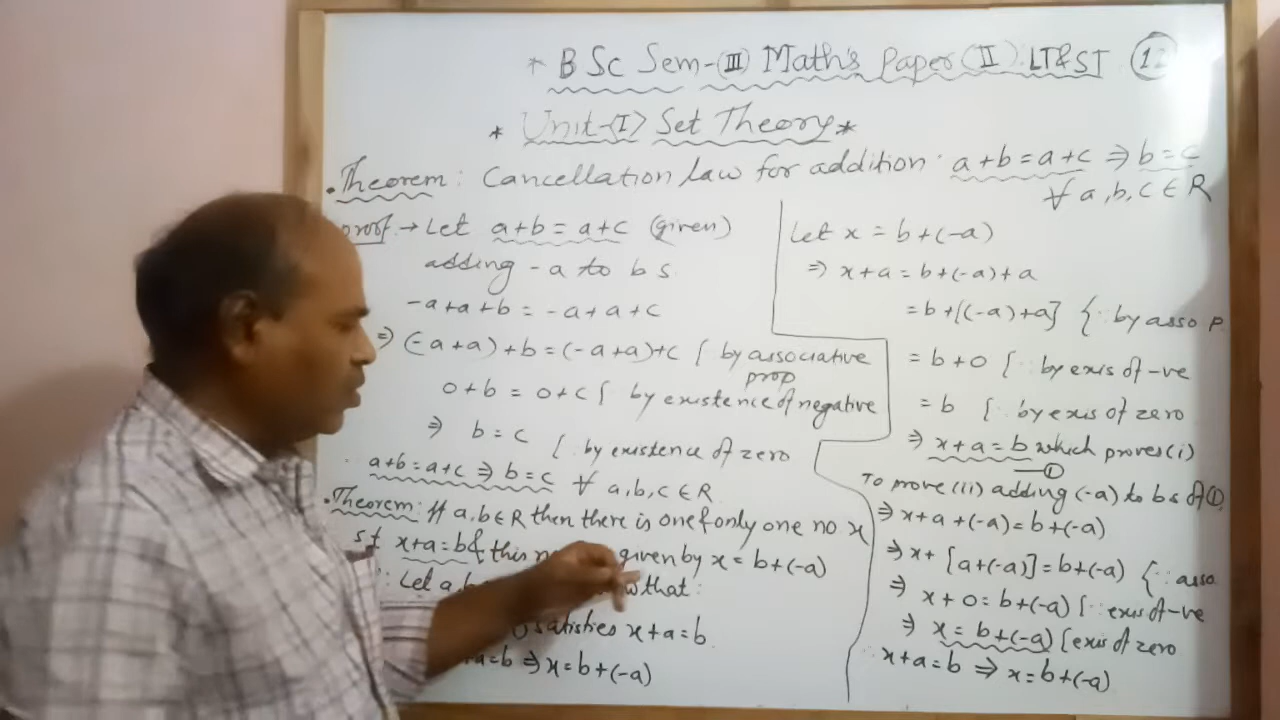 * BSc Sem-(III) Math's Paper (II) LT&ST
* Unit-(I) Set Theory *
. Theorem: Cancellation law for addition: a+b=a+c ⇒ b=c
∀ a,b,c ∈ R
proof → Let a+b = a+c (given)
adding -a to b s.
-a+a+b = -a+a+c
⇒ (-a+a)+b=(-a+a)+c { by associative
prop
0+b = 0+c { by existence of negative
⇒ b=c { by existence of zero
a+b=a+c ⇒ b=c ∀ a,b,c ∈ R
. Theorem: If a,b∈R then there is one & only one no x
st x+a=b & this given by x = b+(-a)
: Let a,b that:
satisfies x+a=b
=b ⇒ x=b+(-a)
Let x = b+(-a)
⇒ x+a = b+(-a)+a
= b+[(-a)+a] {∵ by asso p.
= b+0 {∵ by exis of -ve
= b {∵ by exis of zero
⇒ x+a=b which proves (i)
—①
To prove (ii) adding (-a) to b s of ①
⇒ x+a+(-a)=b+(-a)
⇒ x+ [a+(-a)]=b+(-a) {∵ asso
⇒ x+0=b+(-a) {∵ exis of -ve
⇒ x=b+(-a) {exis of zero
∴ x+a=b ⇒ x=b+(-a)